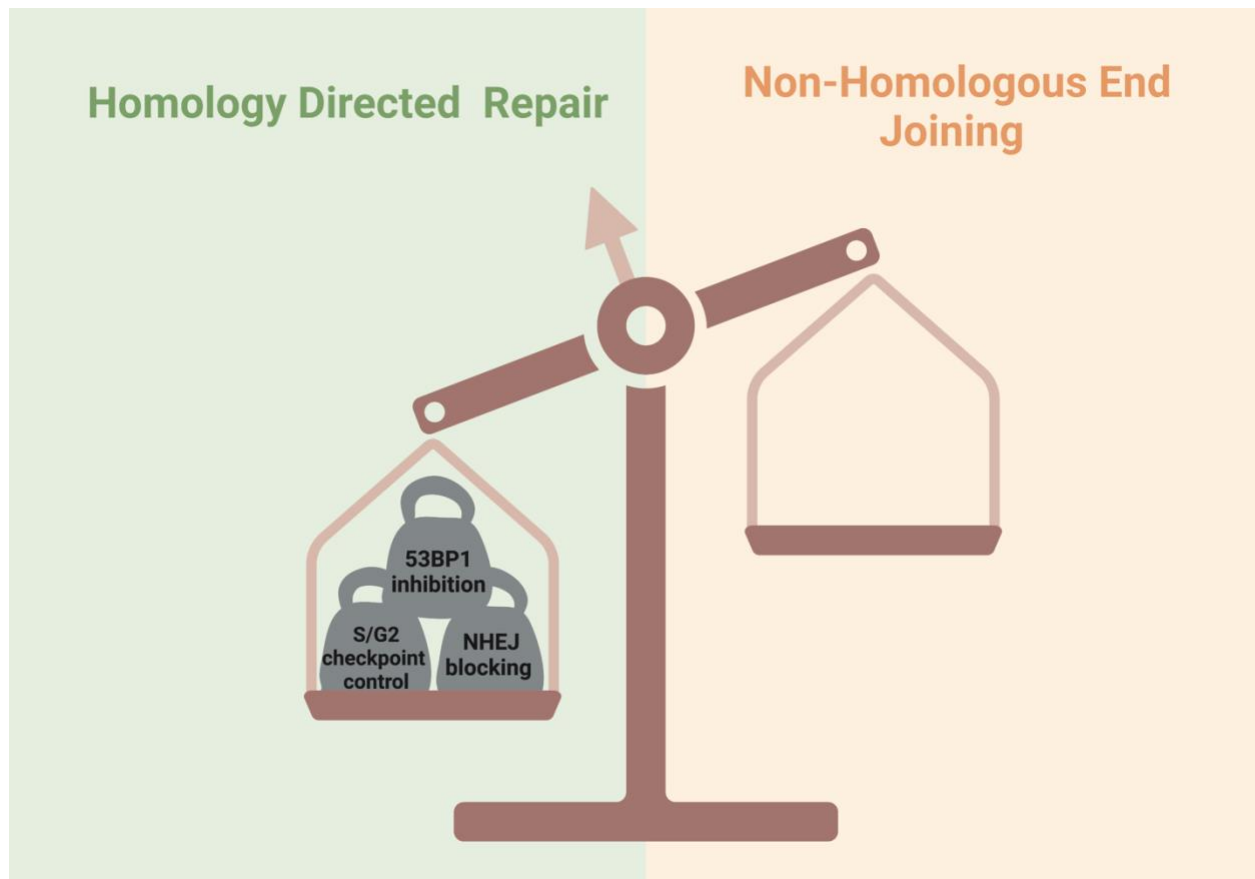 Homology Directed  Repair
Non-Homologous End
Joining
53BP1
inhibition
S/G2
checkpoint
control
NHEJ
blocking